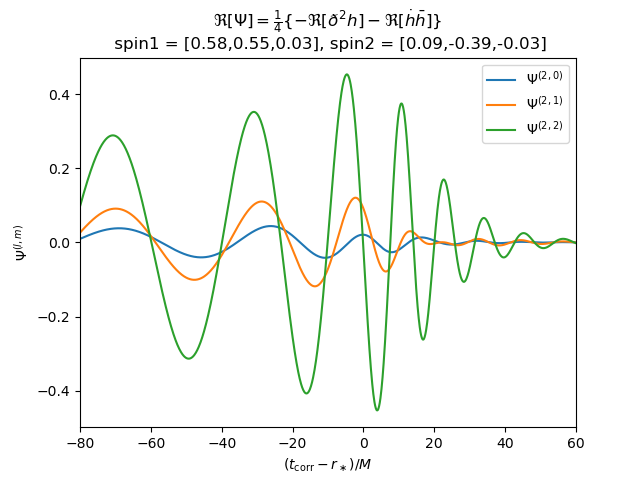 ℜ[Ψ] = 1/4{−ℜ[ð²h] − ℜ[ḣh̄]}
spin1 = [0.58,0.55,0.03], spin2 = [0.09,-0.39,-0.03]
Ψ^(l,m)
0.4
0.2
0.0
−0.2
−0.4
Ψ^(2,0)
Ψ^(2,1)
Ψ^(2,2)
−80 −60 −40 −20 0 20 40 60
(t_corr − r_∗)/M